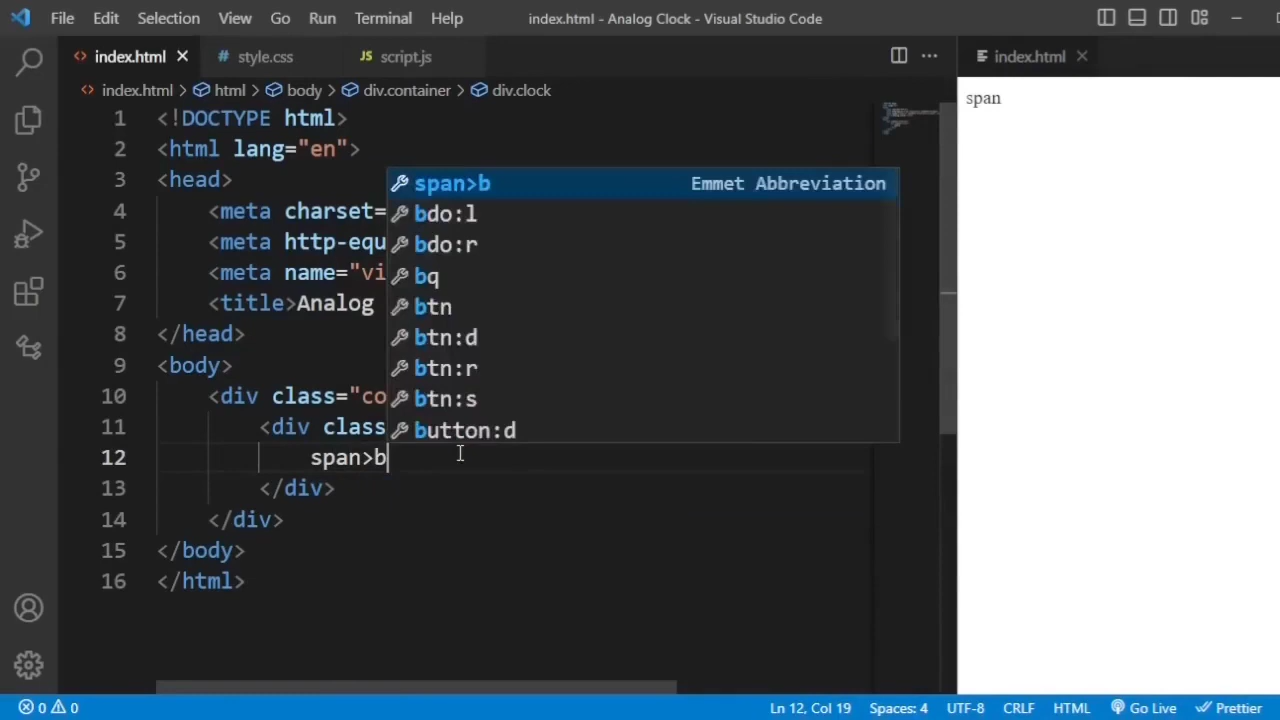 File Edit Selection View Go Run Terminal Help index.html - Analog Clock - Visual Studio Code
index.html style.css JS script.js index.html
index.html > html > body > div.container > div.clock
1 <!DOCTYPE html>
2 <html lang="en">
3 <head>
4 <meta charset=
5 <meta http-equ
6 <meta name="vi
7 <title>Analog
8 </head>
9 <body>
10 <div class="co
11 <div class
12 span>b
13 </div>
14 </div>
15 </body>
16 </html>
span>b Emmet Abbreviation
bdo:l
bdo:r
bq
btn
btn:d
btn:r
btn:s
button:d
span
0 0 Ln 12, Col 19 Spaces: 4 UTF-8 CRLF HTML Go Live Prettier